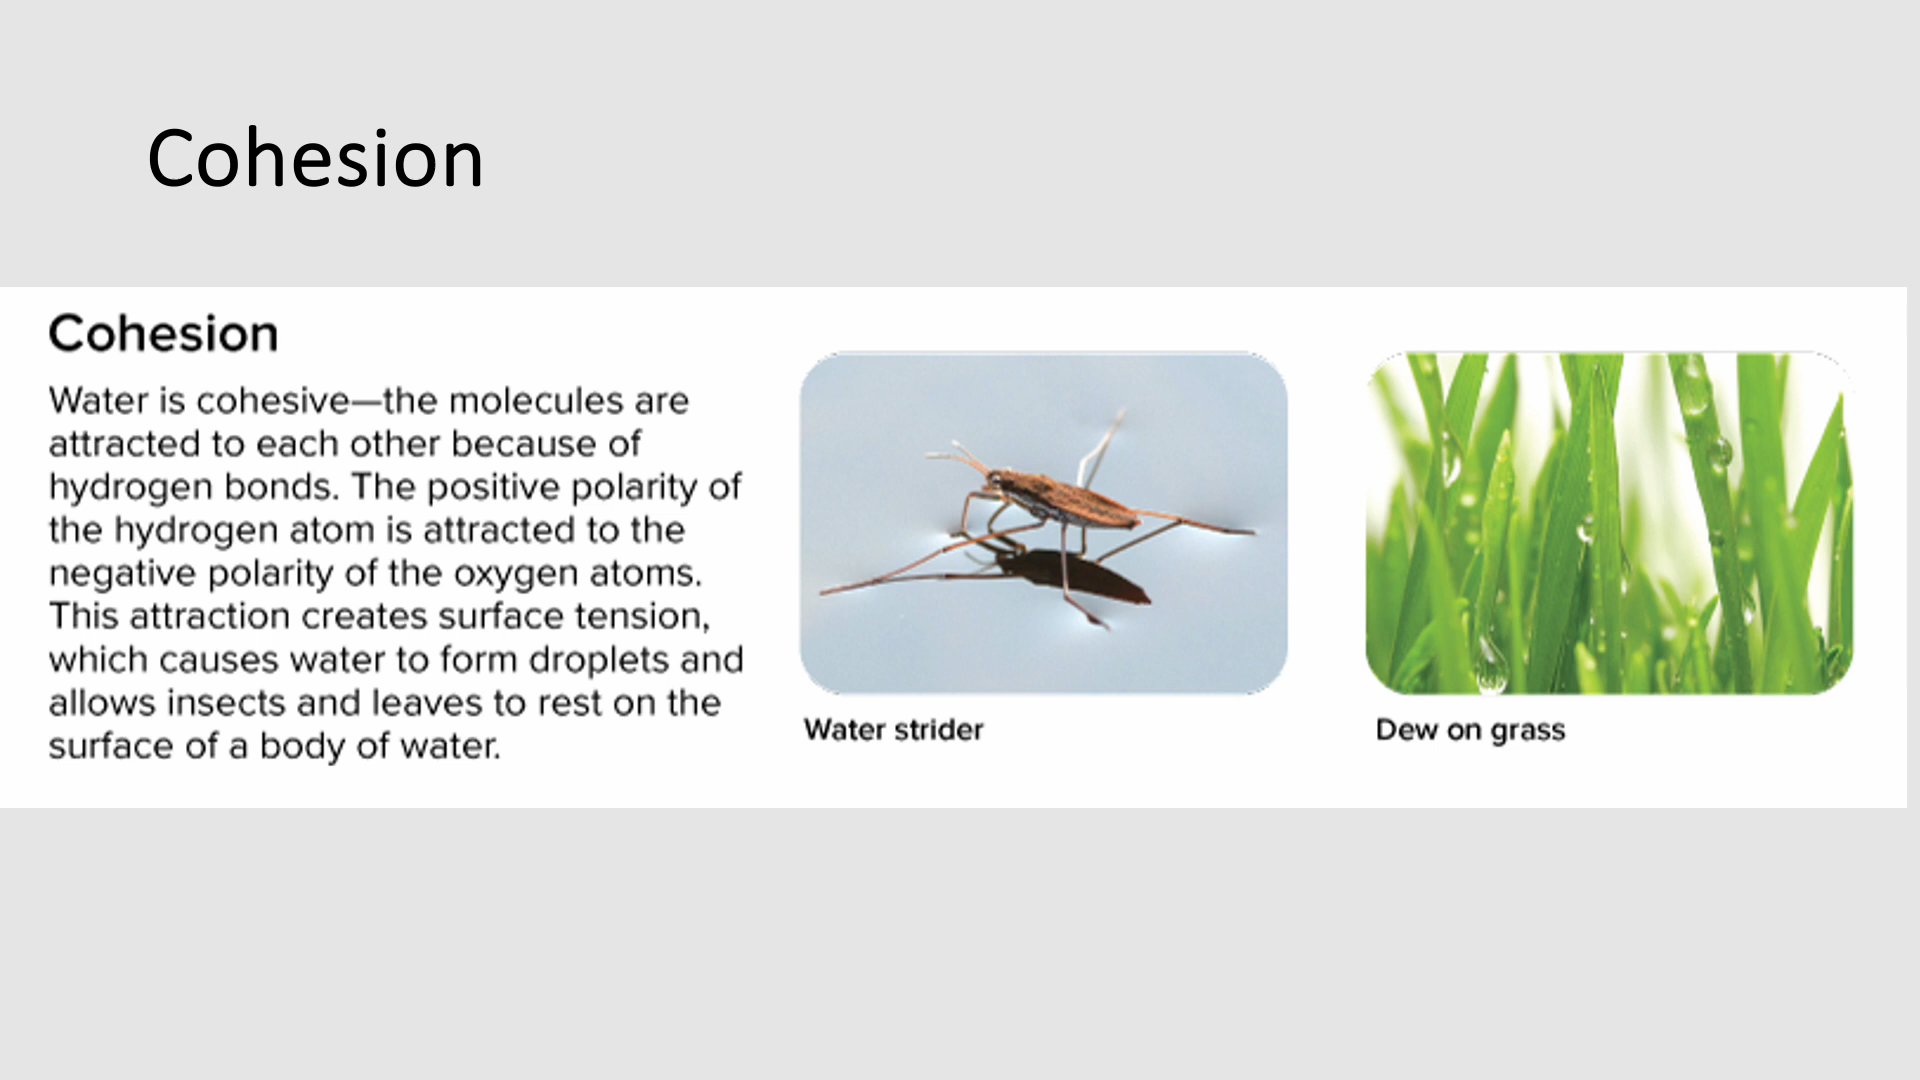 Cohesion
Cohesion
Water is cohesive—the molecules are
attracted to each other because of
hydrogen bonds. The positive polarity of
the hydrogen atom is attracted to the
negative polarity of the oxygen atoms.
This attraction creates surface tension,
which causes water to form droplets and
allows insects and leaves to rest on the
surface of a body of water.
Water strider
Dew on grass